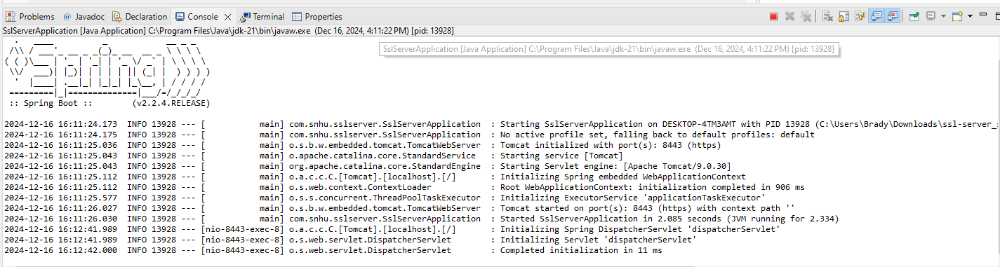 Problems @ Javadoc Declaration Console Terminal Properties
SslServerApplication [Java Application] C:\Program Files\Java\jdk-21\bin\javaw.exe (Dec 16, 2024, 4:11:22 PM) [pid: 13928]
SslServerApplication [Java Application] C:\Program Files\Java\jdk-21\bin\javaw.exe (Dec 16, 2024, 4:11:22 PM) [pid: 13928]
Spring
:: Spring Boot ::        (v2.2.4.RELEASE)
2024-12-16 16:11:24.173  INFO 13928 --- [           main] com.snhu.sslserver.SslServerApplication  : Starting SslServerApplication on DESKTOP-4TM3AMT with PID 13928 (C:\Users\Brady\Downloads\ssl-server_
2024-12-16 16:11:24.175  INFO 13928 --- [           main] com.snhu.sslserver.SslServerApplication  : No active profile set, falling back to default profiles: default
2024-12-16 16:11:25.036  INFO 13928 --- [           main] o.s.b.w.embedded.tomcat.TomcatWebServer  : Tomcat initialized with port(s): 8443 (https)
2024-12-16 16:11:25.043  INFO 13928 --- [           main] o.apache.catalina.core.StandardService   : Starting service [Tomcat]
2024-12-16 16:11:25.043  INFO 13928 --- [           main] org.apache.catalina.core.StandardEngine  : Starting Servlet engine: [Apache Tomcat/9.0.30]
2024-12-16 16:11:25.112  INFO 13928 --- [           main] o.a.c.c.C.[Tomcat].[localhost].[/]       : Initializing Spring embedded WebApplicationContext
2024-12-16 16:11:25.112  INFO 13928 --- [           main] o.s.web.context.ContextLoader            : Root WebApplicationContext: initialization completed in 906 ms
2024-12-16 16:11:25.577  INFO 13928 --- [           main] o.s.s.concurrent.ThreadPoolTaskExecutor  : Initializing ExecutorService 'applicationTaskExecutor'
2024-12-16 16:11:26.027  INFO 13928 --- [           main] o.s.b.w.embedded.tomcat.TomcatWebServer  : Tomcat started on port(s): 8443 (https) with context path ''
2024-12-16 16:11:26.030  INFO 13928 --- [           main] com.snhu.sslserver.SslServerApplication  : Started SslServerApplication in 2.085 seconds (JVM running for 2.334)
2024-12-16 16:12:41.989  INFO 13928 --- [nio-8443-exec-8] o.a.c.c.C.[Tomcat].[localhost].[/]       : Initializing Spring DispatcherServlet 'dispatcherServlet'
2024-12-16 16:12:41.989  INFO 13928 --- [nio-8443-exec-8] o.s.web.servlet.DispatcherServlet        : Initializing Servlet 'dispatcherServlet'
2024-12-16 16:12:42.000  INFO 13928 --- [nio-8443-exec-8] o.s.web.servlet.DispatcherServlet        : Completed initialization in 11 ms